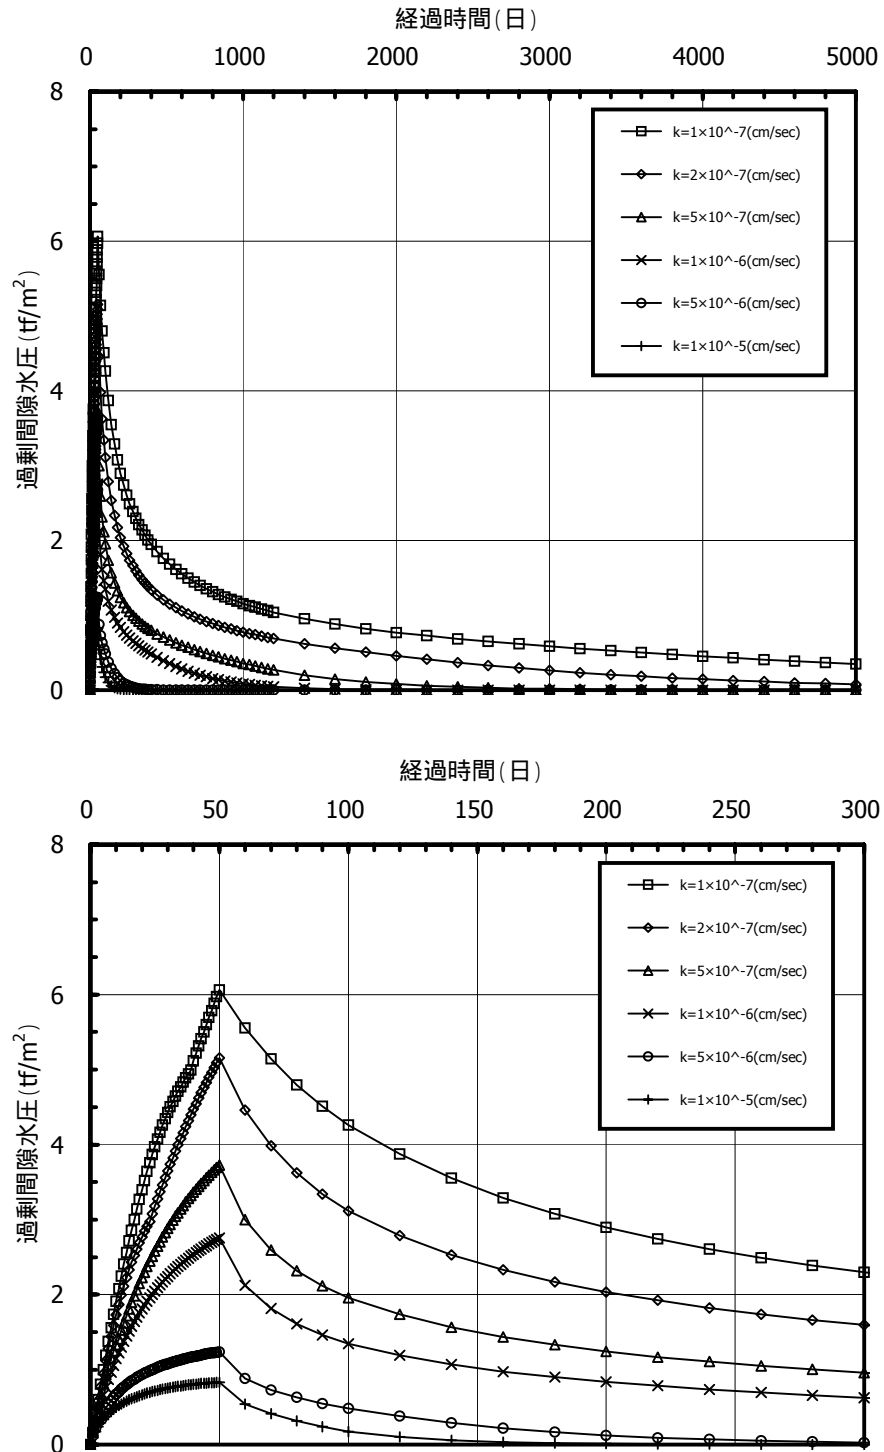 経過時間(日)
0 1000 2000 3000 4000 5000
8
6
4
2
0
過剰間隙水圧(tf/m²)
k=1×10^-7(cm/sec)
k=2×10^-7(cm/sec)
k=5×10^-7(cm/sec)
k=1×10^-6(cm/sec)
k=5×10^-6(cm/sec)
k=1×10^-5(cm/sec)
経過時間(日)
0 50 100 150 200 250 300
8
6
4
2
0
過剰間隙水圧(tf/m²)
k=1×10^-7(cm/sec)
k=2×10^-7(cm/sec)
k=5×10^-7(cm/sec)
k=1×10^-6(cm/sec)
k=5×10^-6(cm/sec)
k=1×10^-5(cm/sec)